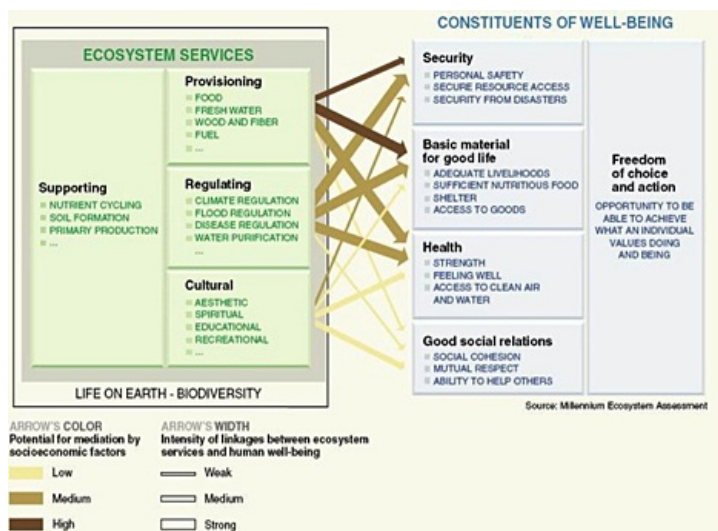 CONSTITUENTS OF WELL-BEING
ECOSYSTEM SERVICES
Supporting
NUTRIENT CYCLING
SOIL FORMATION
PRIMARY PRODUCTION
...
Provisioning
FOOD
FRESH WATER
WOOD AND FIBER
FUEL
...
Regulating
CLIMATE REGULATION
FLOOD REGULATION
DISEASE REGULATION
WATER PURIFICATION
...
Cultural
AESTHETIC
SPIRITUAL
EDUCATIONAL
RECREATIONAL
...
LIFE ON EARTH - BIODIVERSITY
Security
PERSONAL SAFETY
SECURE RESOURCE ACCESS
SECURITY FROM DISASTERS
Basic material
for good life
ADEQUATE LIVELIHOODS
SUFFICIENT NUTRITIOUS FOOD
SHELTER
ACCESS TO GOODS
Health
STRENGTH
FEELING WELL
ACCESS TO CLEAN AIR
AND WATER
Good social relations
SOCIAL COHESION
MUTUAL RESPECT
ABILITY TO HELP OTHERS
Freedom
of choice
and action
OPPORTUNITY TO BE
ABLE TO ACHIEVE
WHAT AN INDIVIDUAL
VALUES DOING
AND BEING
Source: Millennium Ecosystem Assessment
ARROW'S COLOR
Potential for mediation by
socioeconomic factors
Low
Medium
High
ARROW'S WIDTH
Intensity of linkages between ecosystem
services and human well-being
Weak
Medium
Strong